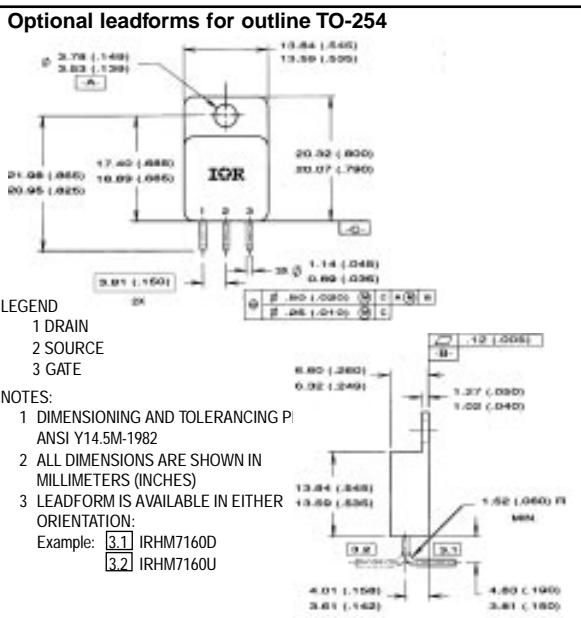 Optional leadforms for outline TO-254
3.78 (.149)
3.53 (.139)
-A-
13.84 (.545)
13.59 (.535)
17.40 (.685)
16.89 (.665)
21.98 (.865)
20.95 (.825)
20.32 (.800)
20.07 (.790)
IOR
1 2 3
-C-
3.81 (.150)
2X
3X Ø 1.14 (.045)
0.89 (.035)
Ø .50 (.020) Ⓜ C A Ⓜ B
Ø .25 (.010) Ⓜ C
LEGEND
1 DRAIN
2 SOURCE
3 GATE
NOTES:
1 DIMENSIONING AND TOLERANCING P
ANSI Y14.5M-1982
2 ALL DIMENSIONS ARE SHOWN IN
MILLIMETERS (INCHES)
3 LEADFORM IS AVAILABLE IN EITHER
ORIENTATION:
Example: 3.1 IRHM7160D
3.2 IRHM7160U
.12 (.005)
-B-
6.60 (.260)
6.32 (.249)
1.27 (.050)
1.02 (.040)
13.84 (.545)
13.59 (.535)
1.52 (.060) R
MIN.
3.2
3.1
4.01 (.158)
3.61 (.142)
4.83 (.190)
3.81 (.150)